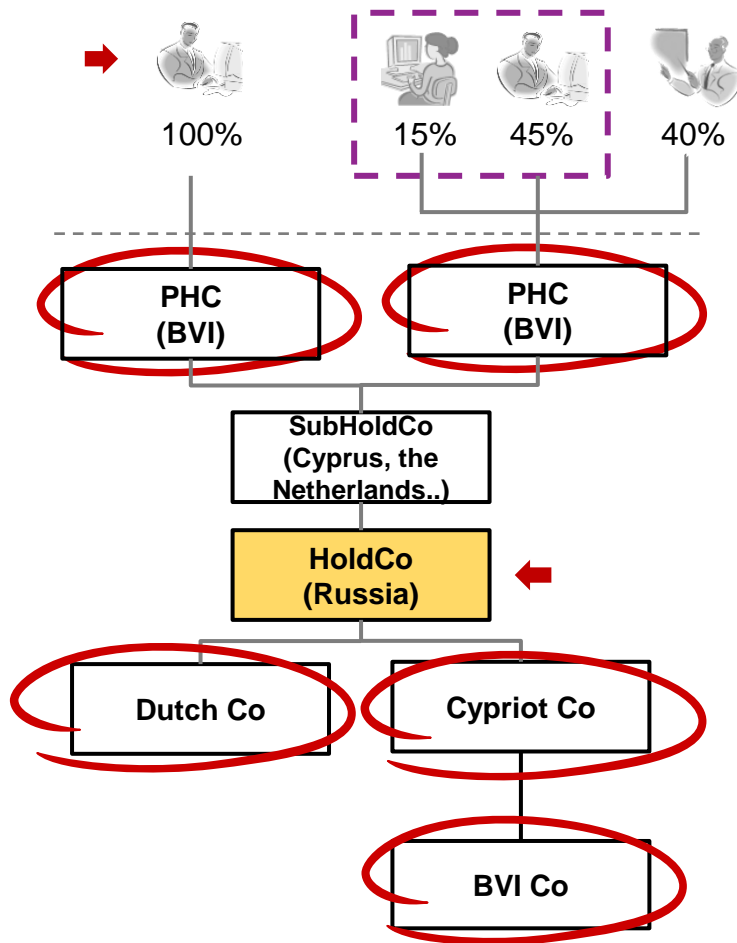 100%
15%
45%
40%
PHC
(BVI)
PHC
(BVI)
SubHoldCo
(Cyprus, the
Netherlands..)
HoldCo
(Russia)
Dutch Co
Cypriot Co
BVI Co